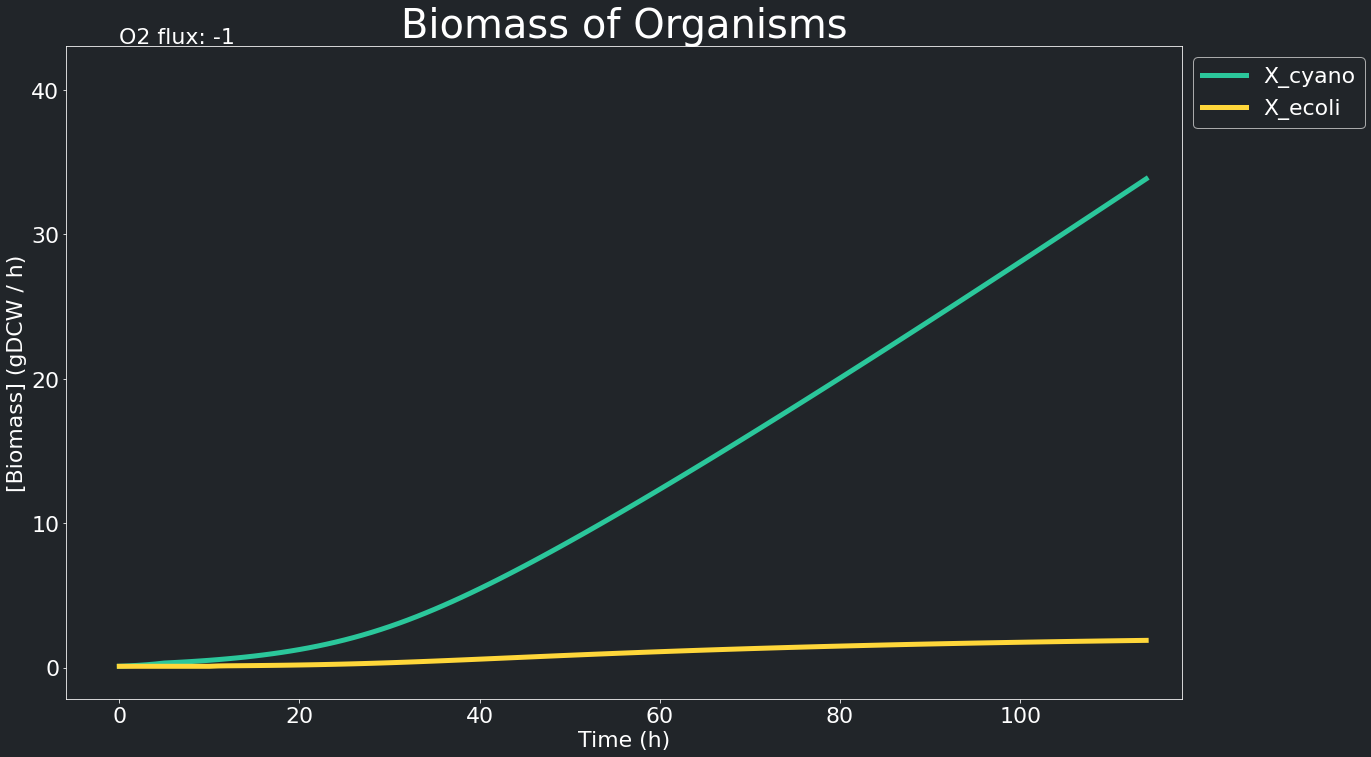 Biomass of Organisms
O2 flux: -1
X_cyano
X_ecoli
[Biomass] (gDCW / h)
40
30
20
10
0
0 20 40 60 80 100
Time (h)